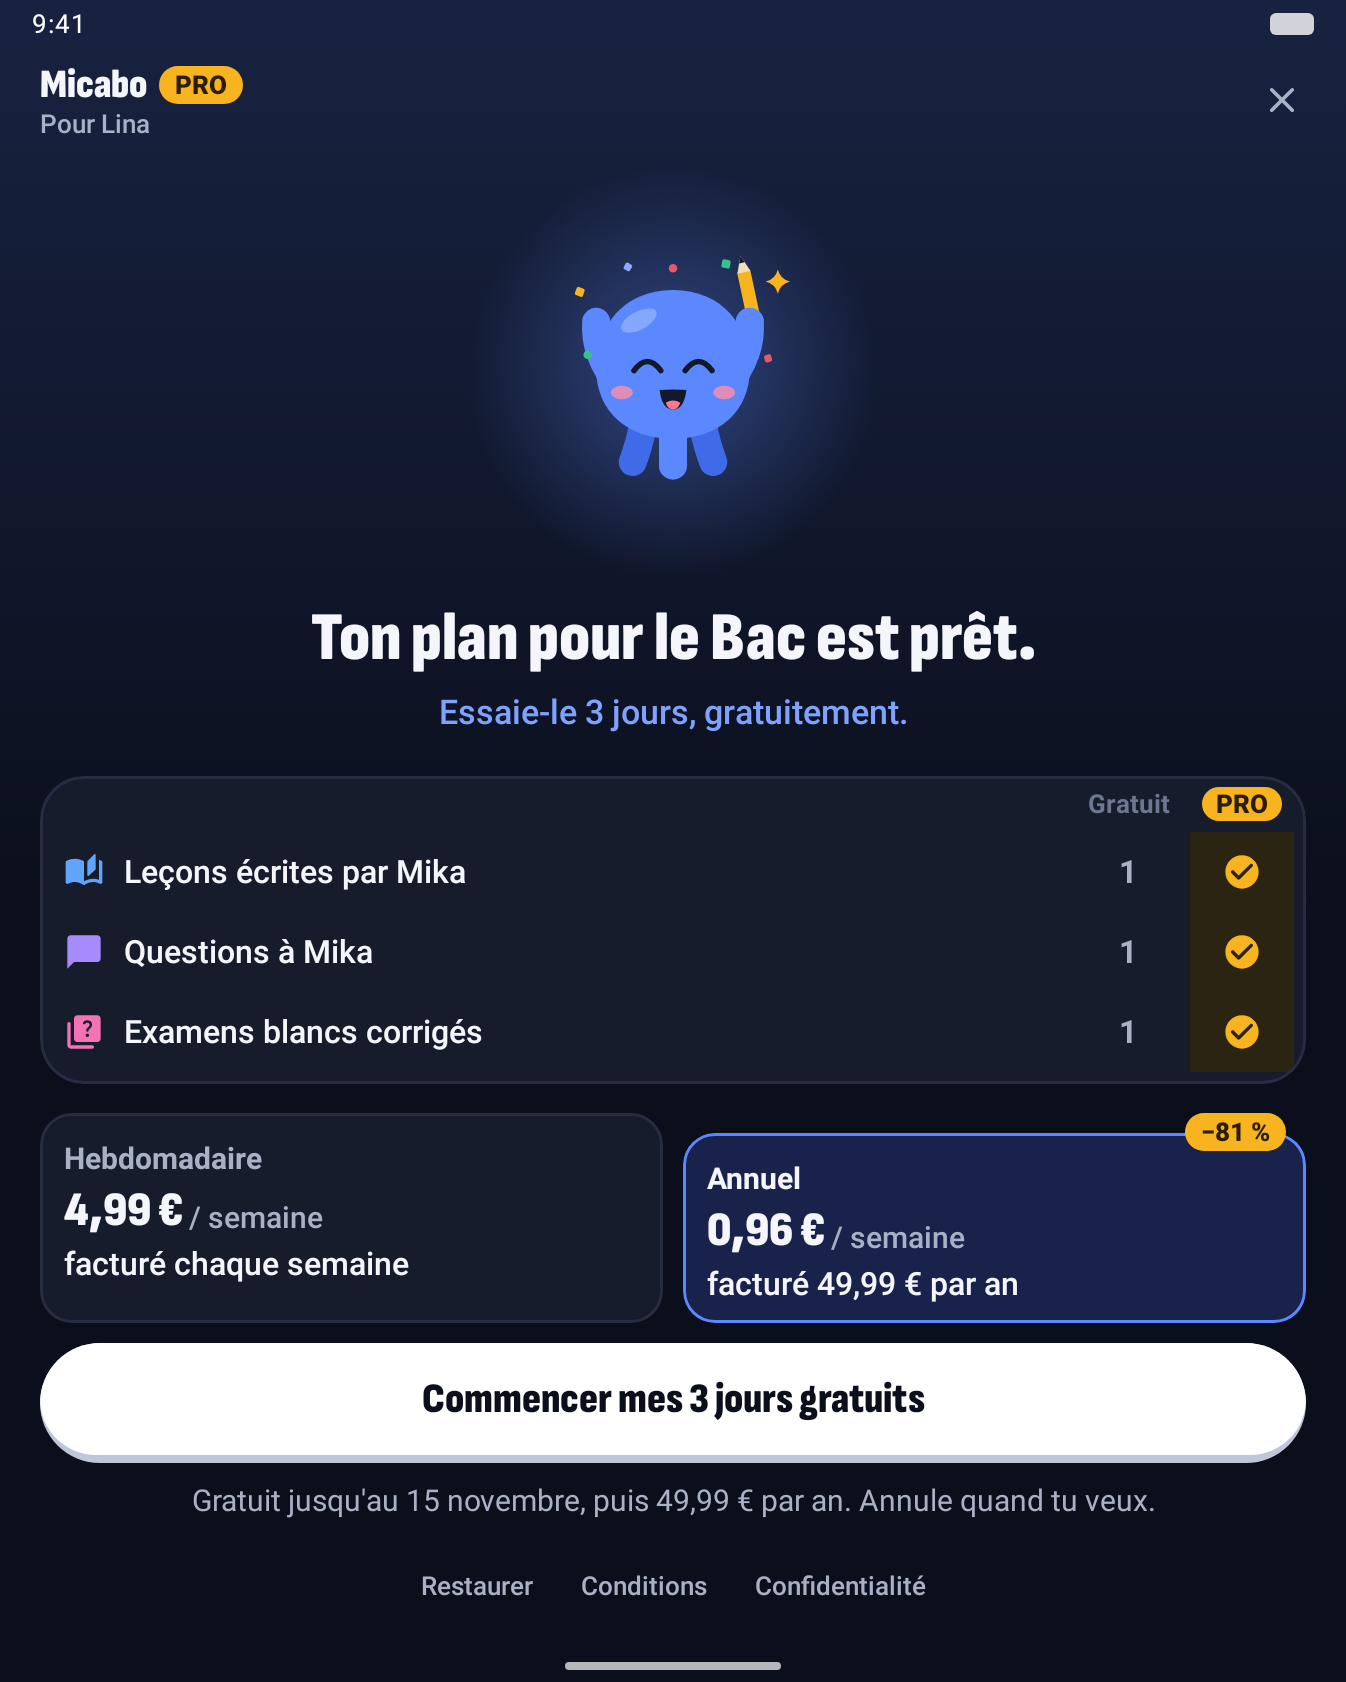 9:41
Micabo PRO
Pour Lina
Ton plan pour le Bac est prêt.
Essaie-le 3 jours, gratuitement.
Gratuit PRO
Leçons écrites par Mika 1
Questions à Mika 1
? Examens blancs corrigés 1
Hebdomadaire
4,99 € / semaine
facturé chaque semaine
−81 %
Annuel
0,96 € / semaine
facturé 49,99 € par an
Commencer mes 3 jours gratuits
Gratuit jusqu'au 15 novembre, puis 49,99 € par an. Annule quand tu veux.
Restaurer Conditions Confidentialité